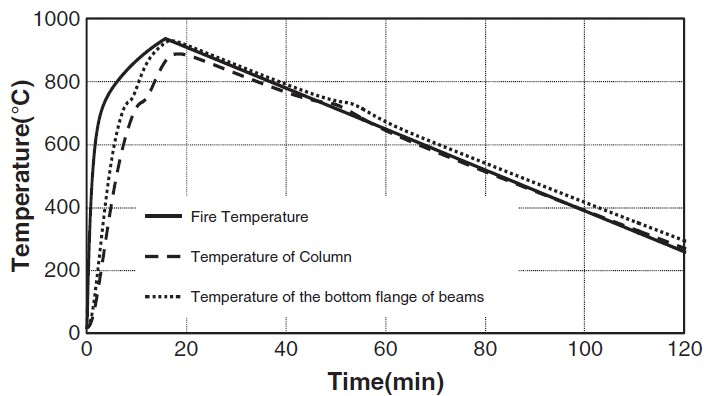 1000
800
600
400
200
0
Temperature(°C)
Fire Temperature
Temperature of Column
Temperature of the bottom flange of beams
0 20 40 60 80 100 120
Time(min)